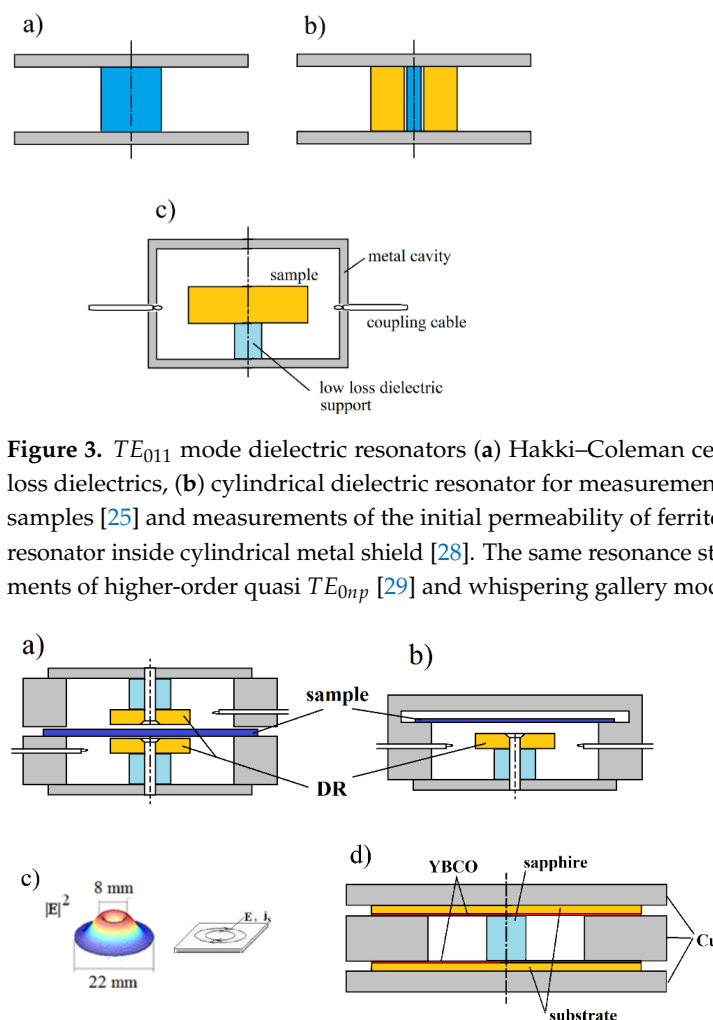 a)
b)
c)
metal cavity
sample
coupling cable
low loss dielectric
support
Figure 3. TE011 mode dielectric resonators (a) Hakki–Coleman ce
loss dielectrics, (b) cylindrical dielectric resonator for measuremen
samples [25] and measurements of the initial permeability of ferrit
resonator inside cylindrical metal shield [28]. The same resonance st
ments of higher-order quasi TE0np [29] and whispering gallery mod
a)
b)
sample
DR
c)
|E|²
8 mm
22 mm
E, js
d)
YBCO
sapphire
Cu
substrate